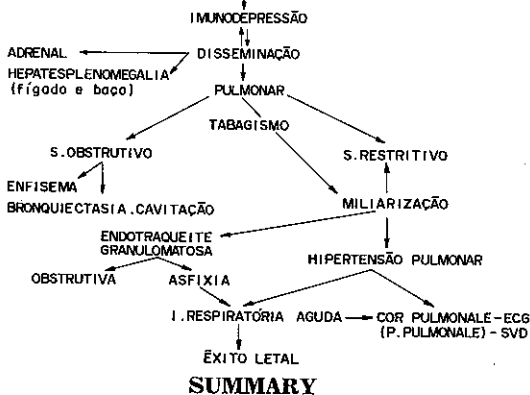 IMUNODEPRESSÃO
ADRENAL
DISSEMINAÇÃO
HEPATESPLENOMEGALIA
(fígado e baço)
PULMONAR
TABAGISMO
S.OBSTRUTIVO
S.RESTRITIVO
ENFISEMA
BRONQUIECTASIA.CAVITAÇÃO
MILIARIZAÇÃO
ENDOTRAQUEITE
GRANULOMATOSA
HIPERTENSÃO PULMONAR
OBSTRUTIVA
ASFIXIA
I.RESPIRATÓRIA AGUDA
COR PULMONALE-ECG
(P.PULMONALE)-SVD
ÊXITO LETAL
SUMMARY